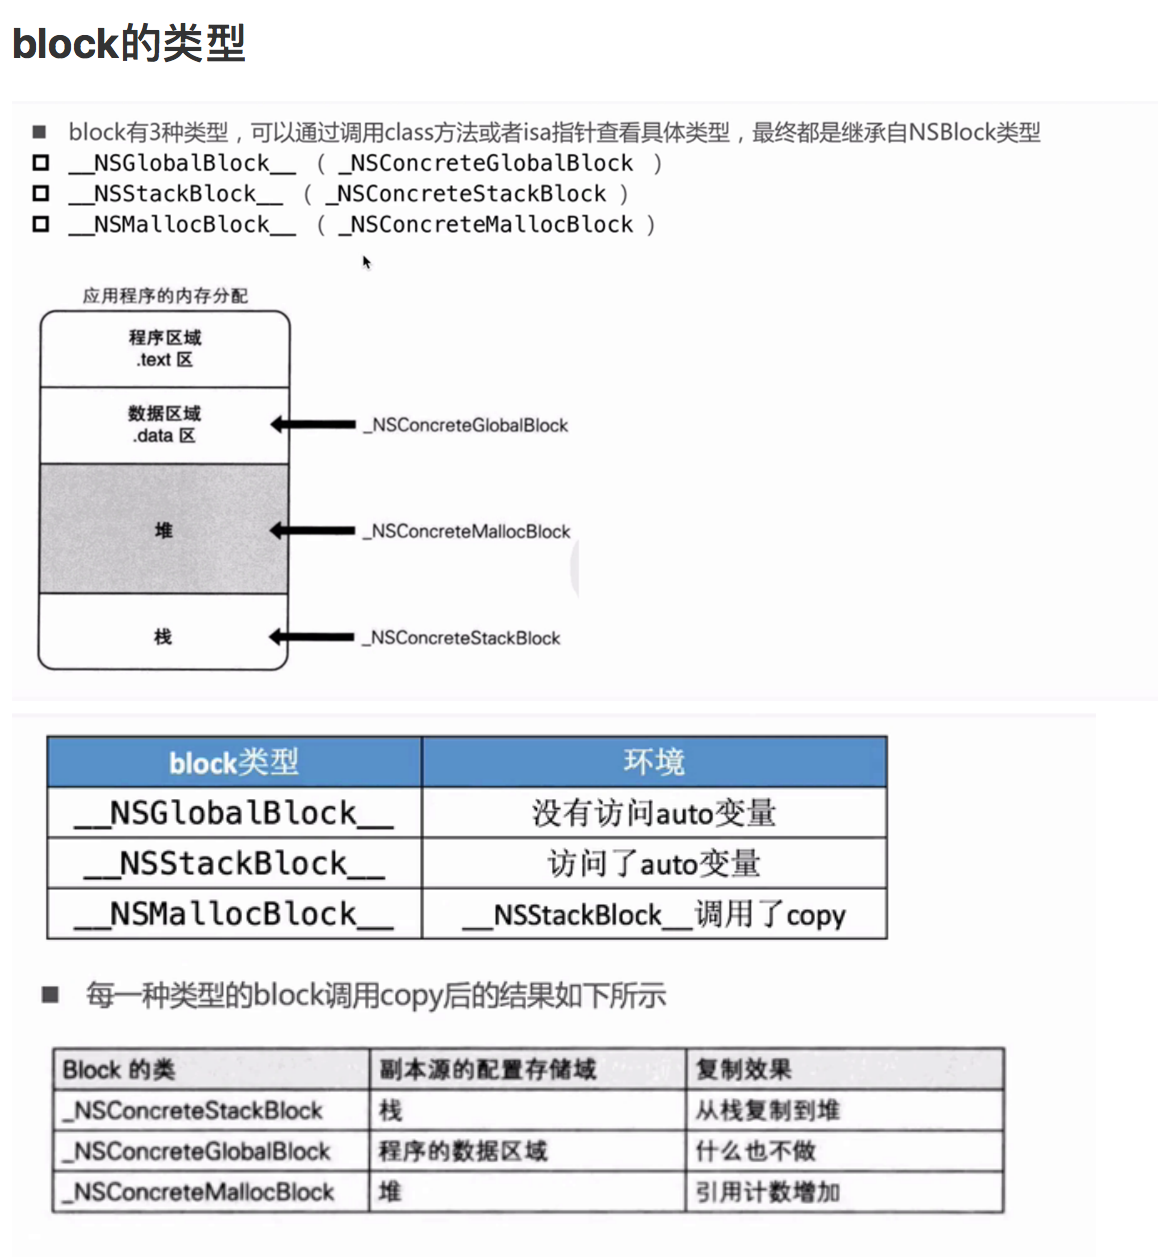 block的类型
block有3种类型，可以通过调用class方法或者isa指针查看具体类型，最终都是继承自NSBlock类型
__NSGlobalBlock__ （ _NSConcreteGlobalBlock ）
__NSStackBlock__ （ _NSConcreteStackBlock ）
__NSMallocBlock__ （ _NSConcreteMallocBlock ）
应用程序的内存分配
程序区域
.text 区
数据区域
.data 区
_NSConcreteGlobalBlock
堆
_NSConcreteMallocBlock
栈
_NSConcreteStackBlock
block类型 环境
__NSGlobalBlock__ 没有访问auto变量
__NSStackBlock__ 访问了auto变量
__NSMallocBlock__ __NSStackBlock__调用了copy
每一种类型的block调用copy后的结果如下所示
Block 的类 副本源的配置存储域 复制效果
_NSConcreteStackBlock 栈 从栈复制到堆
_NSConcreteGlobalBlock 程序的数据区域 什么也不做
_NSConcreteMallocBlock 堆 引用计数增加